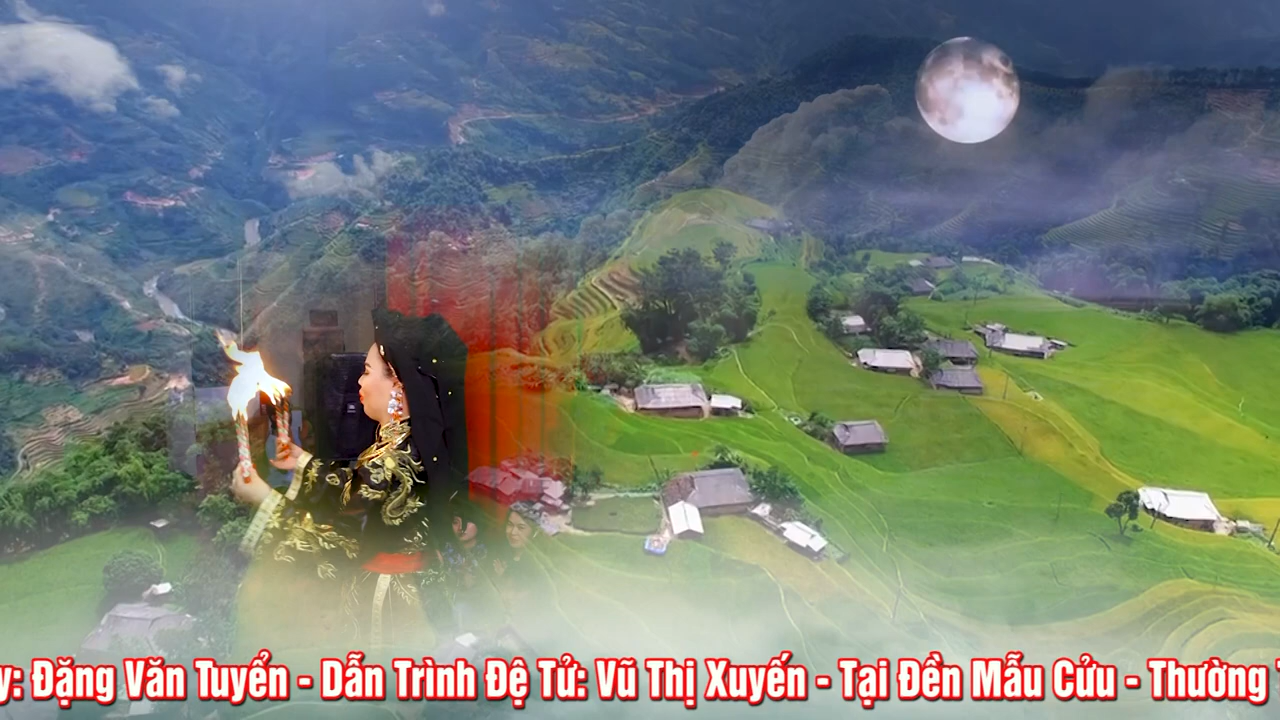 y: Đặng Văn Tuyển - Dẫn Trình Đệ Tử: Vũ Thị Xuyến - Tại Đền Mẫu Cửu - Thường